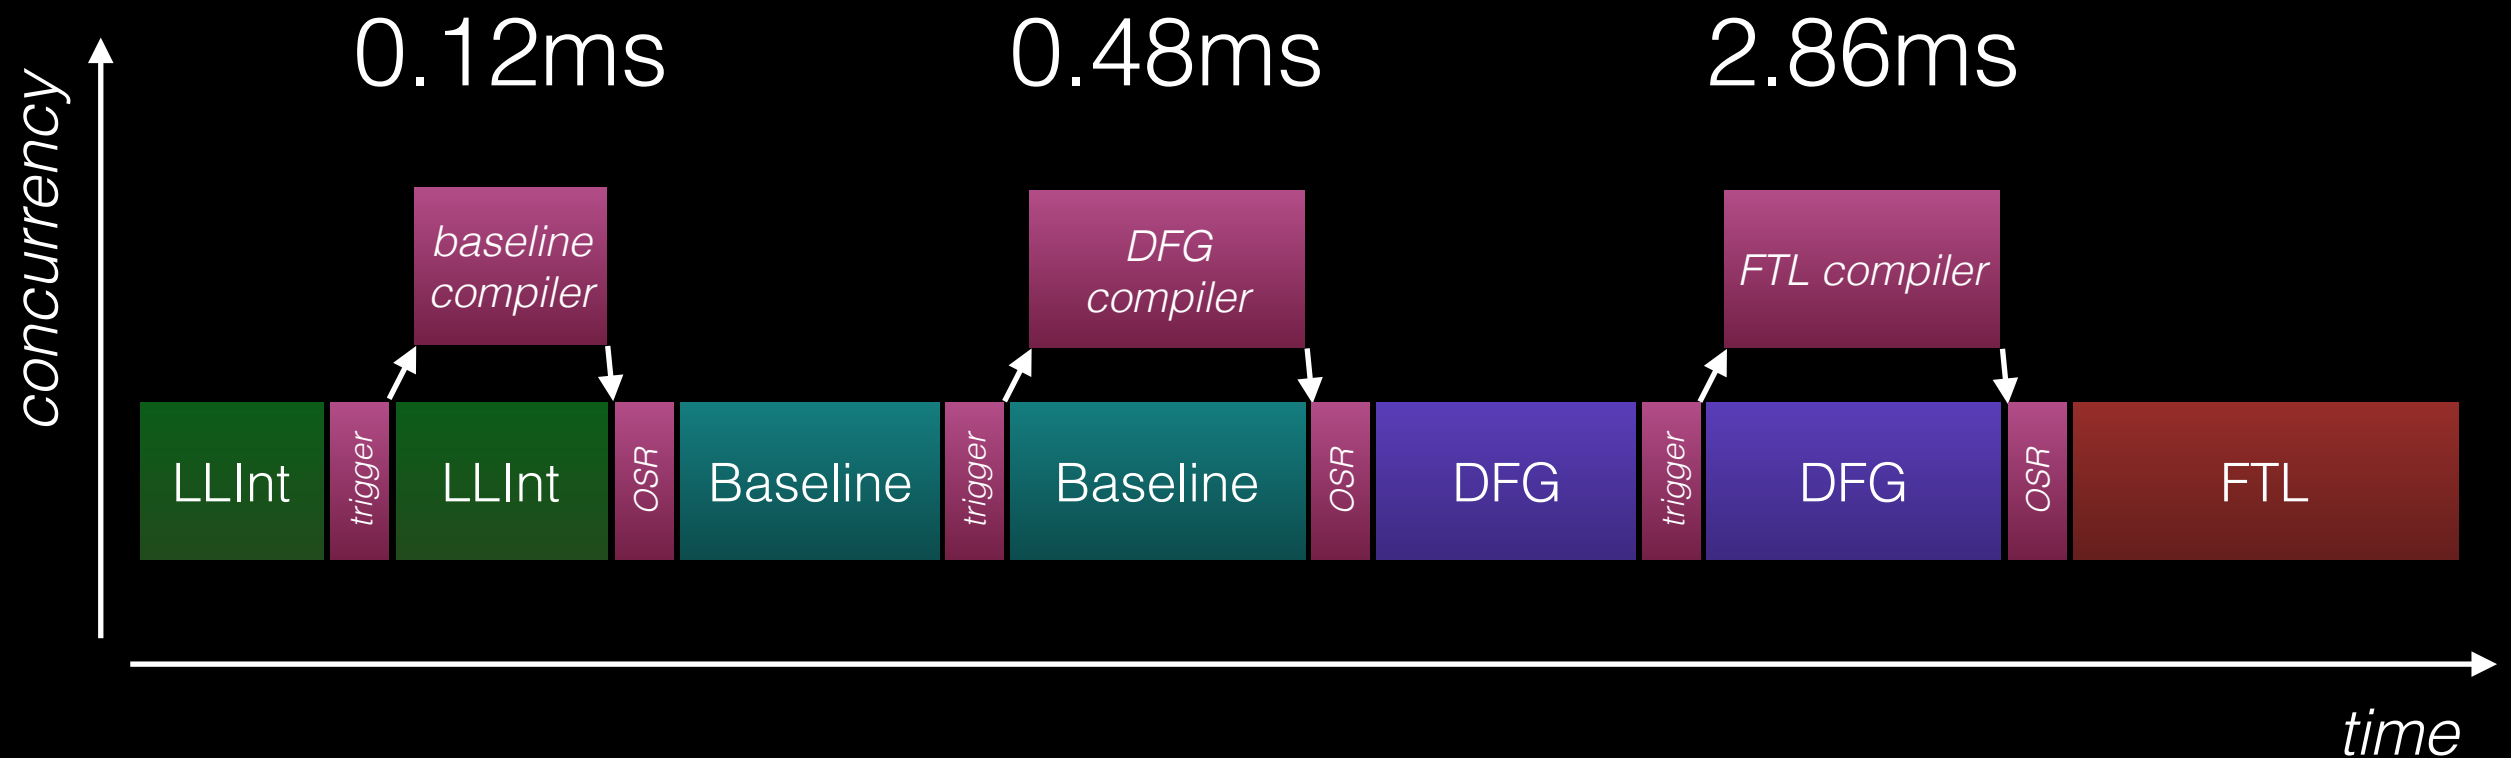 0.12ms
0.48ms
2.86ms
concurrency
baseline
compiler
DFG
compiler
FTL compiler
LLInt
trigger
LLInt
OSR
Baseline
trigger
Baseline
OSR
DFG
trigger
DFG
OSR
FTL
time